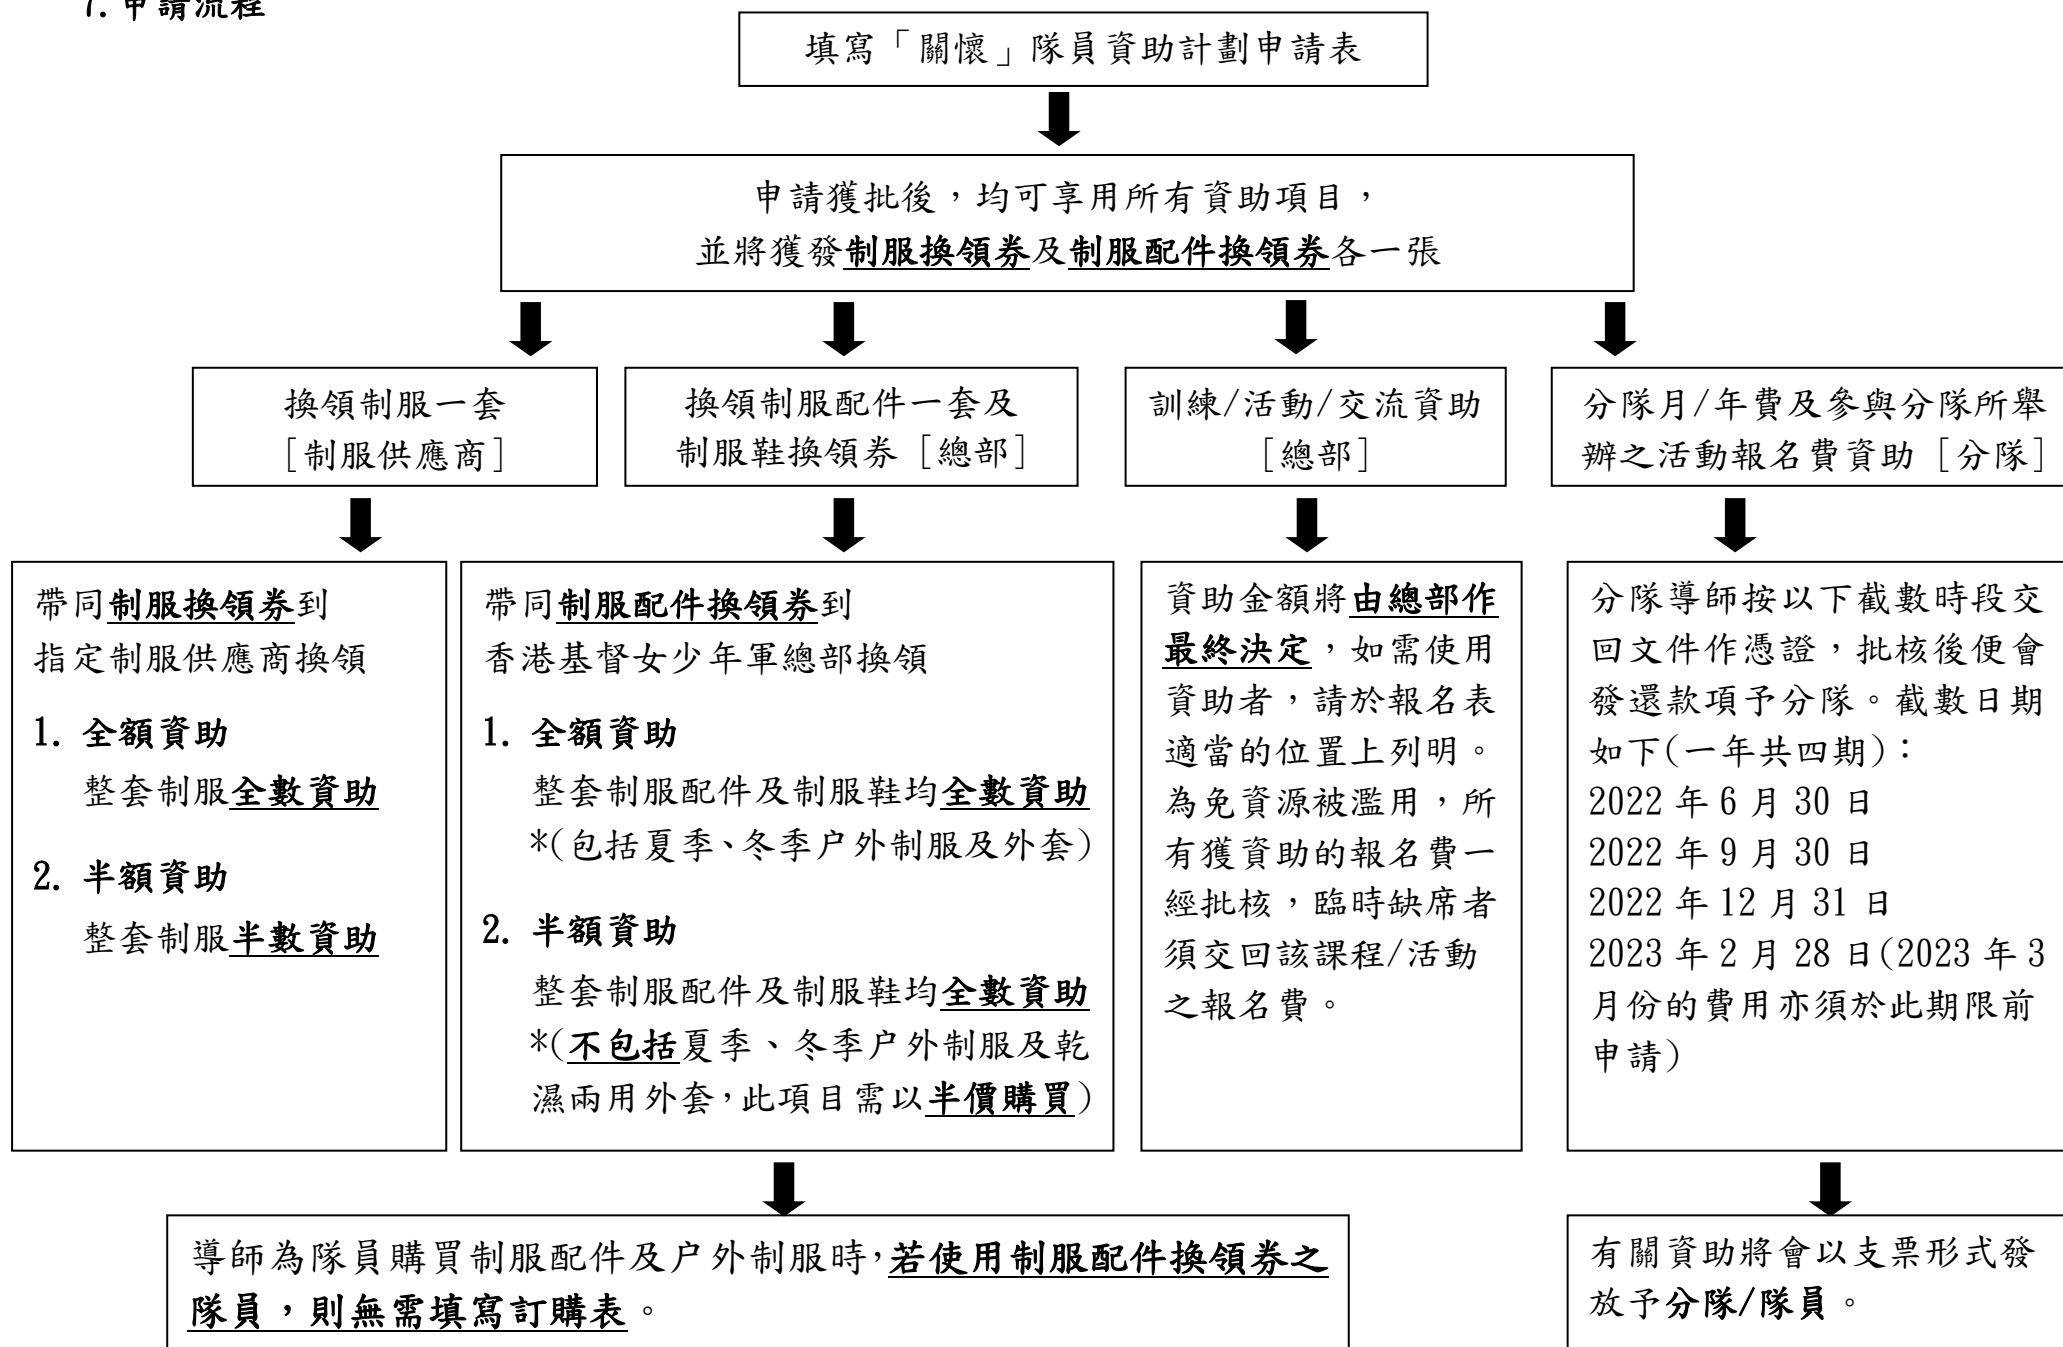 7.申請流程
填寫「關懷」隊員資助計劃申請表
申請獲批後，均可享用所有資助項目，
並將獲發制服換領券及制服配件換領券各一張
換領制服一套
[制服供應商]
換領制服配件一套及
制服鞋換領券 [總部]
訓練/活動/交流資助
[總部]
分隊月/年費及參與分隊所舉
辦之活動報名費資助 [分隊]
帶同制服換領券到
指定制服供應商換領
1. 全額資助
整套制服全數資助
2. 半額資助
整套制服半數資助
帶同制服配件換領券到
香港基督女少年軍總部換領
1. 全額資助
整套制服配件及制服鞋均全數資助
*(包括夏季、冬季户外制服及外套)
2. 半額資助
整套制服配件及制服鞋均全數資助
*(不包括夏季、冬季户外制服及乾
濕兩用外套，此項目需以半價購買)
資助金額將由總部作
最終決定，如需使用
資助者，請於報名表
適當的位置上列明。
為免資源被濫用，所
有獲資助的報名費一
經批核，臨時缺席者
須交回該課程/活動
之報名費。
分隊導師按以下截數時段交
回文件作憑證，批核後便會
發還款項予分隊。截數日期
如下(一年共四期)：
2022 年 6 月 30 日
2022 年 9 月 30 日
2022 年 12 月 31 日
2023 年 2 月 28 日(2023 年 3
月份的費用亦須於此期限前
申請)
導師為隊員購買制服配件及户外制服時，若使用制服配件換領券之
隊員，則無需填寫訂購表。
有關資助將會以支票形式發
放予分隊/隊員。